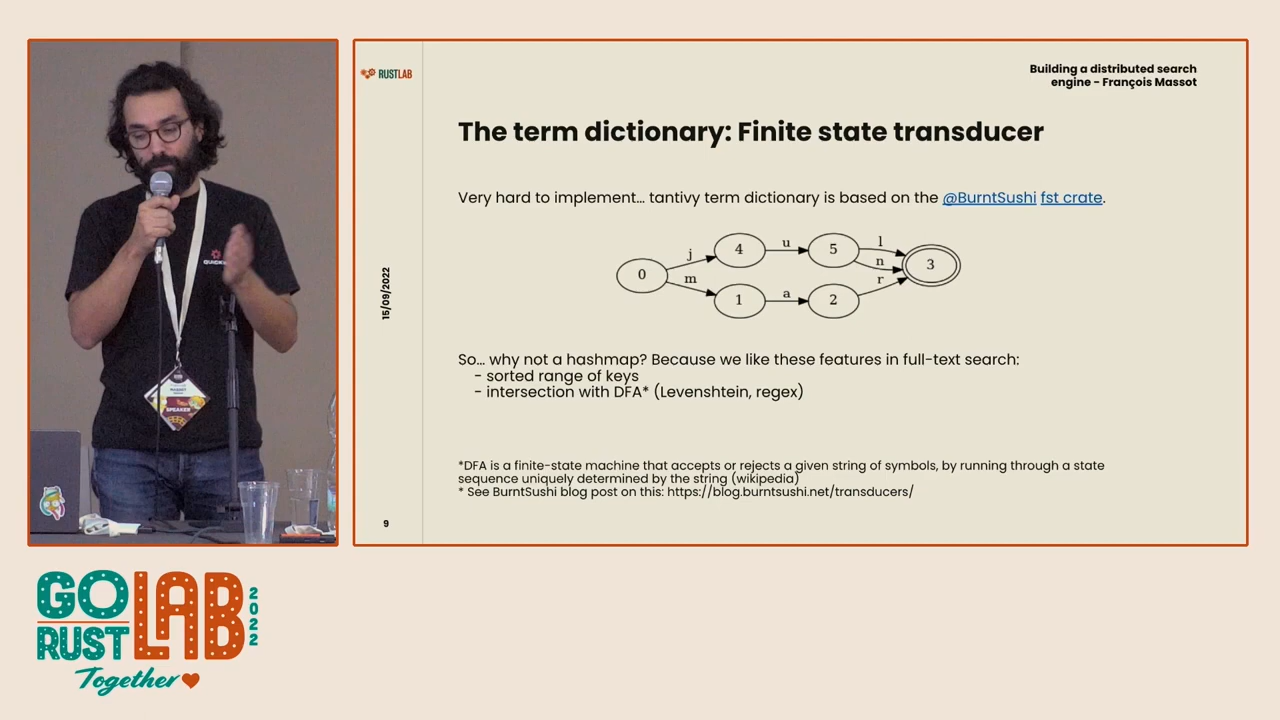 RUSTLAB
Building a distributed search
engine - François Massot
The term dictionary: Finite state transducer
Very hard to implement... tantivy term dictionary is based on the @BurntSushi fst crate.
0 j 4 u 5 l 3
n
m 1 a 2 r
15/09/2022
So... why not a hashmap? Because we like these features in full-text search:
- sorted range of keys
- intersection with DFA* (Levenshtein, regex)
*DFA is a finite-state machine that accepts or rejects a given string of symbols, by running through a state
sequence uniquely determined by the string (wikipedia)
* See BurntSushi blog post on this: https://blog.burntsushi.net/transducers/
9
SPEAKER
GO LAB 2022
RUST
Together